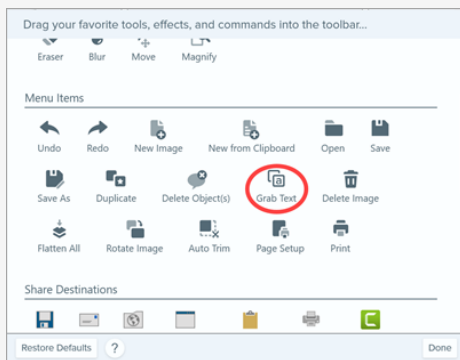 Drag your favorite tools, effects, and commands into the toolbar...
Eraser Blur Move Magnify
Menu Items
Undo Redo New Image New from Clipboard Open Save
Save As Duplicate Delete Object(s) Grab Text Delete Image
Flatten All Rotate Image Auto Trim Page Setup Print
Share Destinations
Restore Defaults ? Done